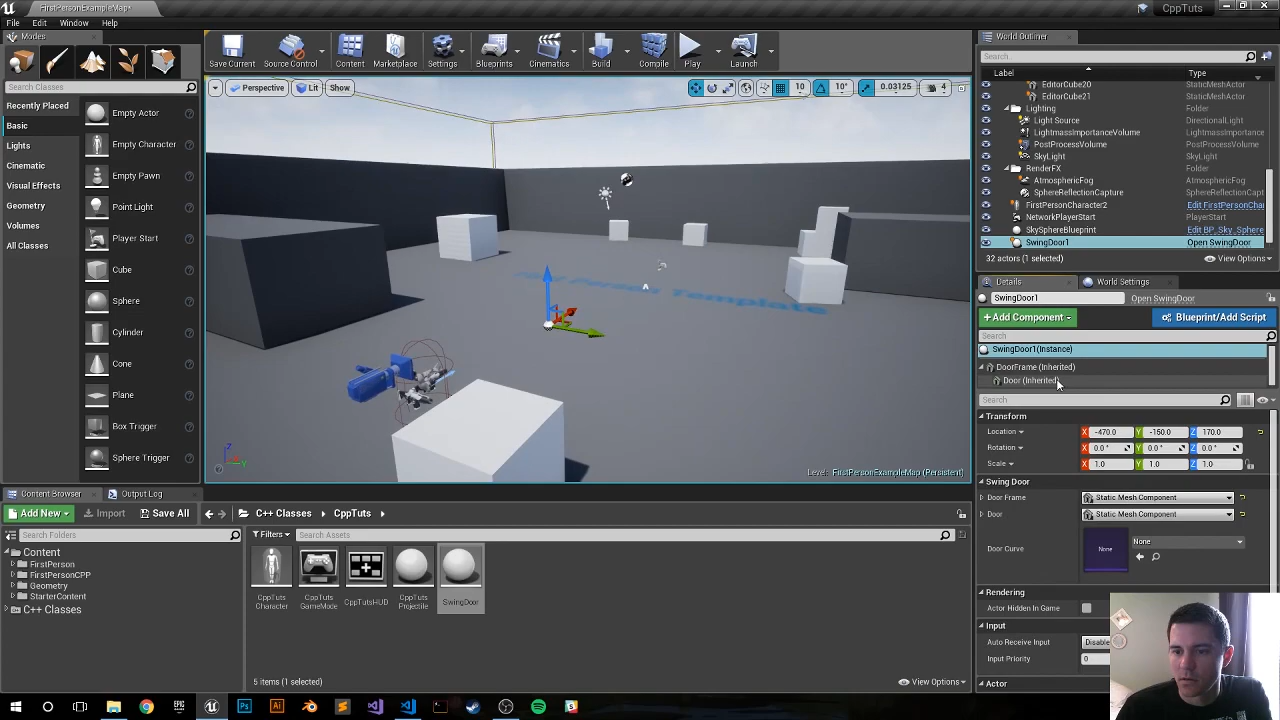 FirstPersonExampleMap*
CppTuts
File Edit Window Help
Modes
Search Classes
Recently Placed
Basic
Lights
Cinematic
Visual Effects
Geometry
Volumes
All Classes
Empty Actor
Empty Character
Empty Pawn
Point Light
Player Start
Cube
Sphere
Cylinder
Cone
Plane
Box Trigger
Sphere Trigger
Save Current Source Control Content Marketplace Settings Blueprints Cinematics Build Compile Play Launch
Perspective Lit Show
10 10° 0.03125 4
Template
Level: FirstPersonExampleMap (Persistent)
World Outliner
Search...
Label Type
EditorCube20 StaticMeshActor
EditorCube21 StaticMeshActor
Lighting Folder
Light Source DirectionalLight
LightmassImportanceVolume LightmassImportance
PostProcessVolume PostProcessVolume
SkyLight SkyLight
RenderFX Folder
AtmosphericFog AtmosphericFog
SphereReflectionCapture SphereReflectionCapt
FirstPersonCharacter2 Edit FirstPersonCha
NetworkPlayerStart PlayerStart
SkySphereBlueprint Edit BP_Sky_Sphere
SwingDoor1 Open SwingDoor
32 actors (1 selected) View Options
Details World Settings
SwingDoor1 Open SwingDoor
+Add Component Blueprint/Add Script
Search
SwingDoor1(Instance)
DoorFrame (Inherited)
Door (Inherited)
Search
Transform
Location X -470.0 Y -150.0 Z 170.0
Rotation X 0.0 ° Y 0.0 ° Z 0.0 °
Scale X 1.0 Y 1.0 Z 1.0
Swing Door
Door Frame Static Mesh Component
Door Static Mesh Component
Door Curve None None
Rendering
Actor Hidden In Game
Input
Auto Receive Input Disable
Input Priority 0
Actor
Content Browser Output Log
Add New Import Save All C++ Classes CppTuts
Search Folders
Content
FirstPerson
FirstPersonCPP
Geometry
StarterContent
C++ Classes
Filters Search Assets
CppTuts Character
CppTuts GameMode
CppTutsHUD
CppTuts Projectile
SwingDoor
5 items (1 selected) View Options